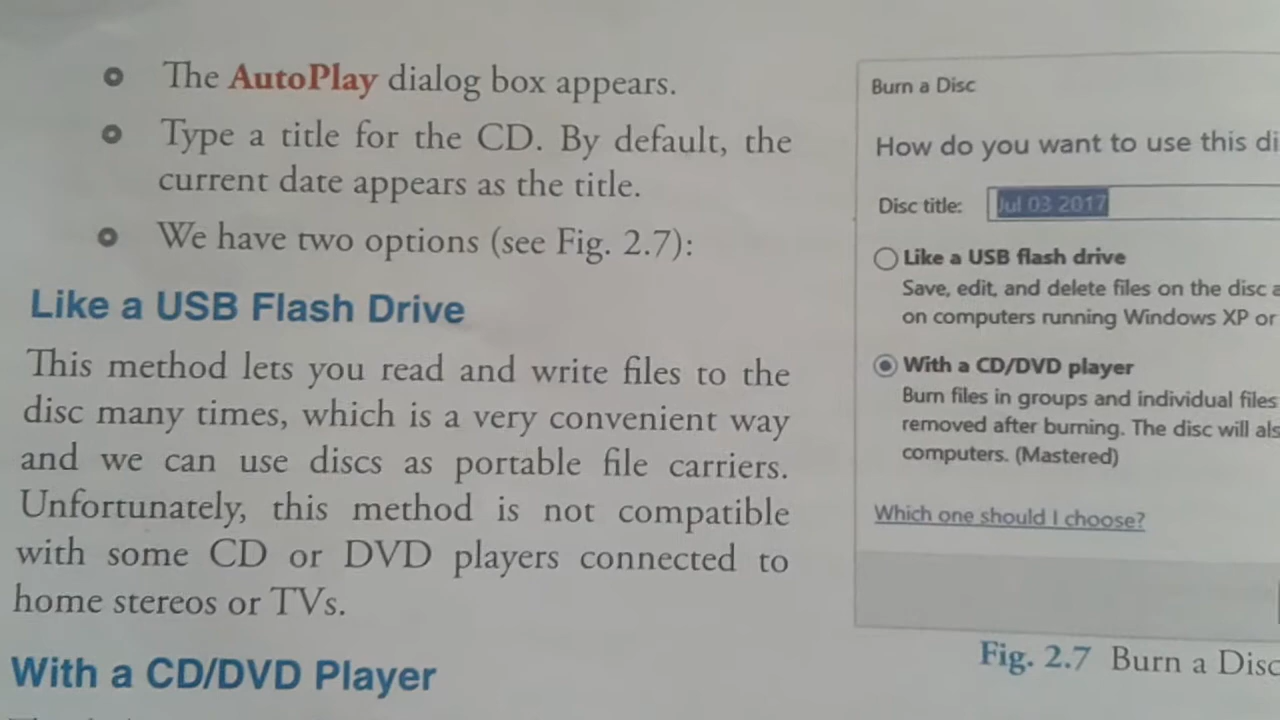 The AutoPlay dialog box appears.
Type a title for the CD. By default, the
current date appears as the title.
We have two options (see Fig. 2.7):
Like a USB Flash Drive
This method lets you read and write files to the
disc many times, which is a very convenient way
and we can use discs as portable file carriers.
Unfortunately, this method is not compatible
with some CD or DVD players connected to
home stereos or TVs.
With a CD/DVD Player
Burn a Disc
How do you want to use this
Disc title: Jul 03 2017
Like a USB flash drive
Save, edit, and delete files on the disc
on computers running Windows XP or
With a CD/DVD player
Burn files in groups and individual files
removed after burning. The disc will
computers. (Mastered)
Which one should I choose?
Fig. 2.7 Burn a Disc